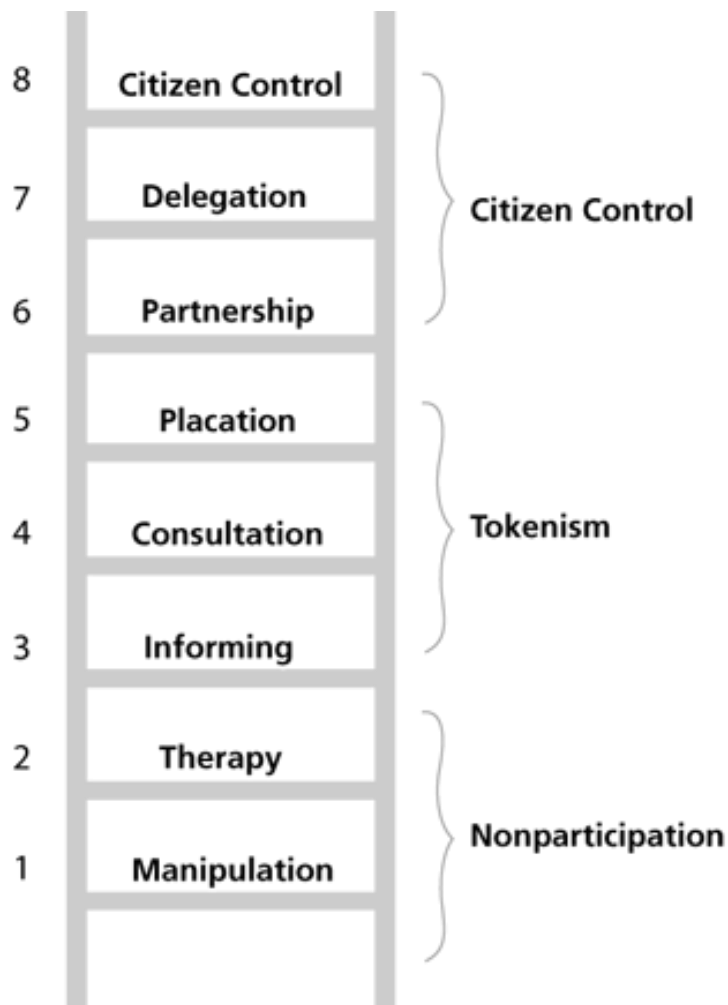 8 Citizen Control
7 Delegation
Citizen Control
6 Partnership
5 Placation
4 Consultation
Tokenism
3 Informing
2 Therapy
Nonparticipation
1 Manipulation